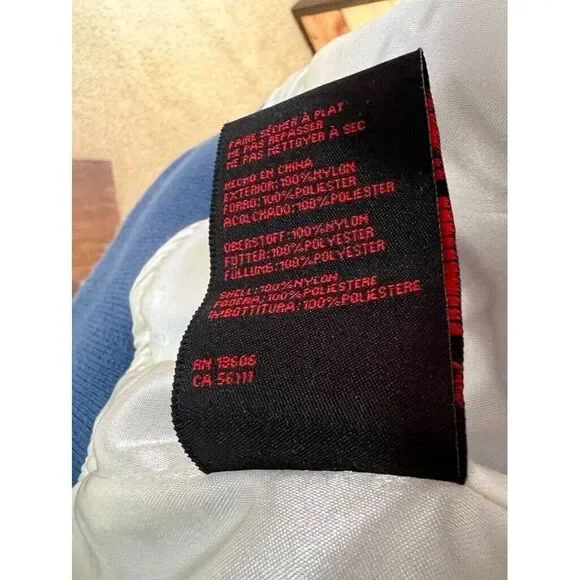 FAIRE SÉCHER À PLAT
NE PAS REPASSER
NE PAS NETTOYER À SEC
HECHO EN CHINA
EXTERIOR:100%NYLON
FORRO:100%POLIESTER
ACOLCHADO:100%POLIESTER
OBERSTOFF:100%NYLON
FUTTER:100%POLYESTER
FÜLLUNG:100%POLYESTER
SHELL:100%NYLON
FODERA:100%POLIESTERE
IMBOTTITURA:100%POLIESTERE
RN 18606
CA 56111